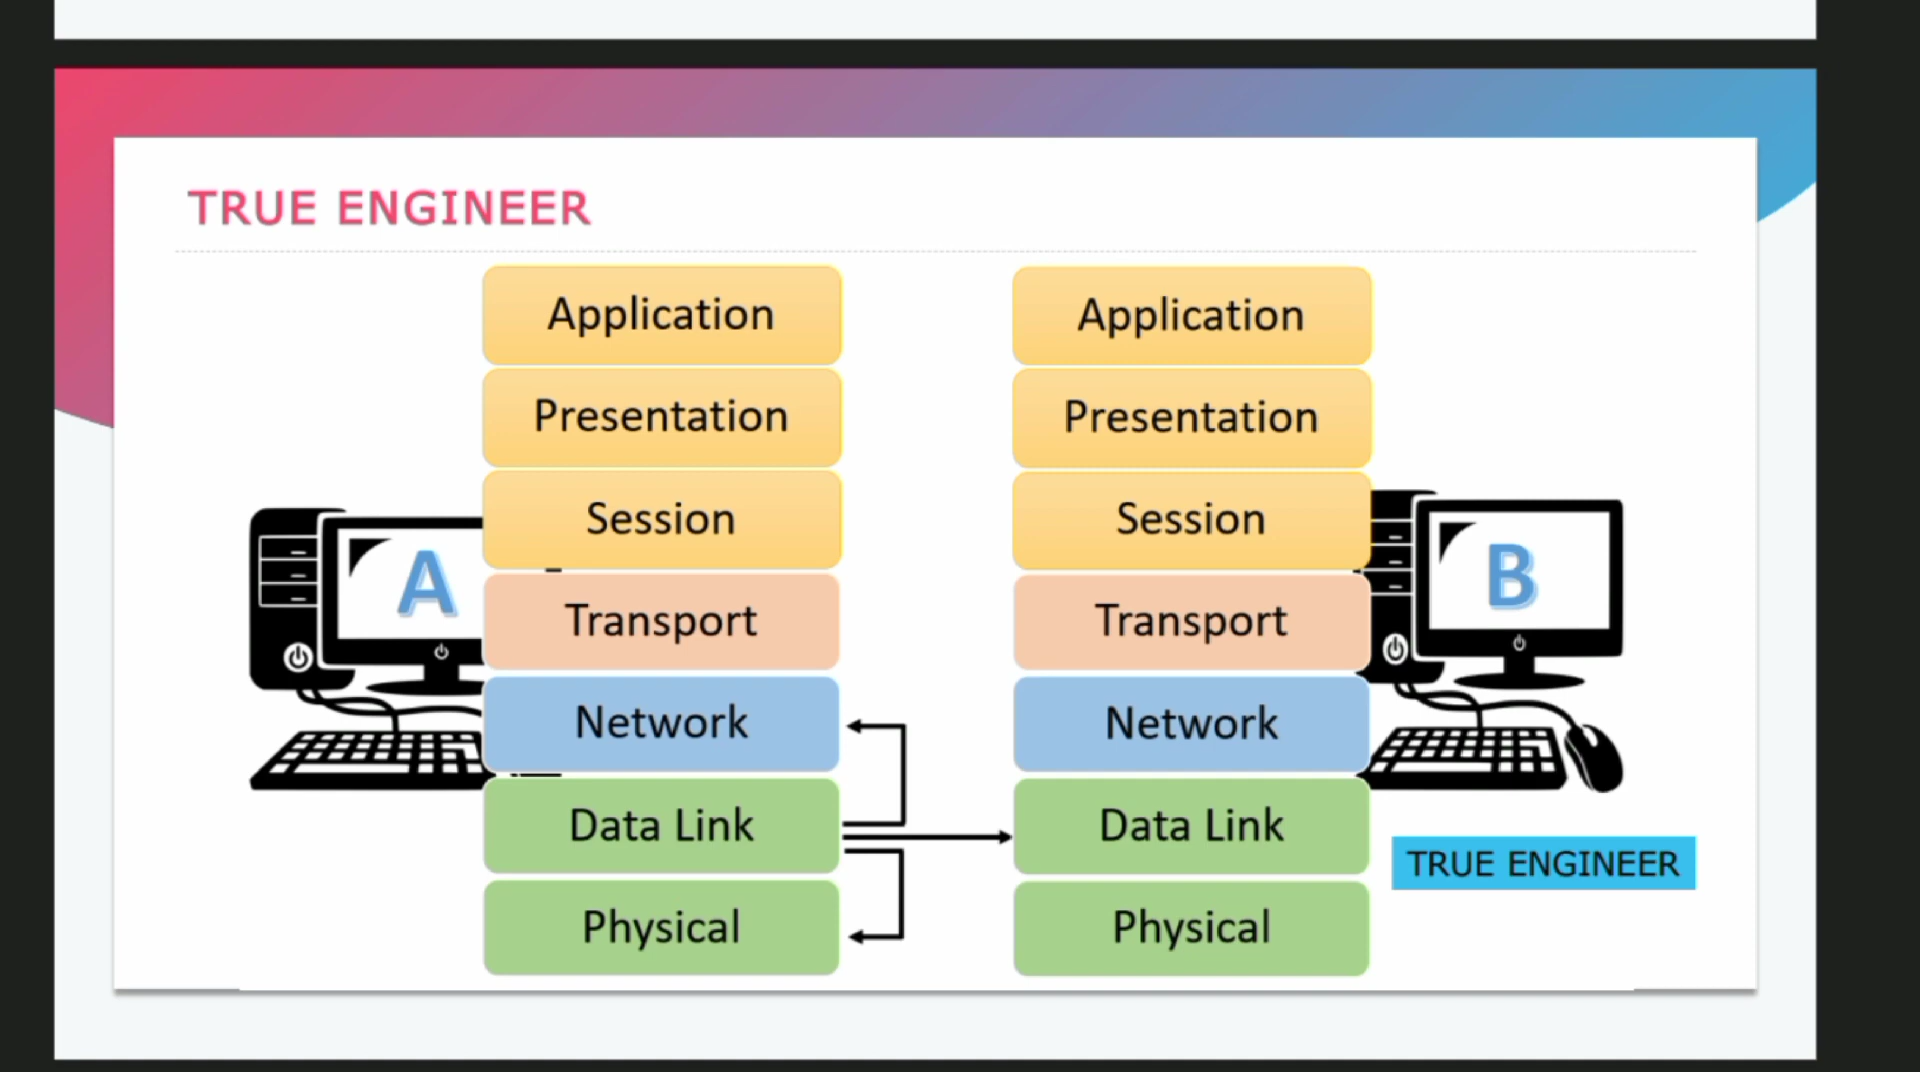 TRUE ENGINEER
Application
Presentation
Session
Transport
Network
Data Link
Physical
A
Application
Presentation
Session
Transport
Network
Data Link
Physical
B
TRUE ENGINEER